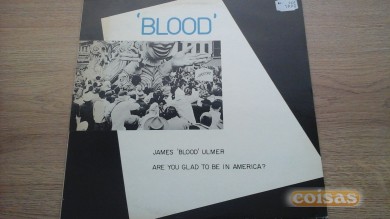 'BLOOD'
JAMES 'BLOOD' ULMER
ARE YOU GLAD TO BE IN AMERICA?
coisas